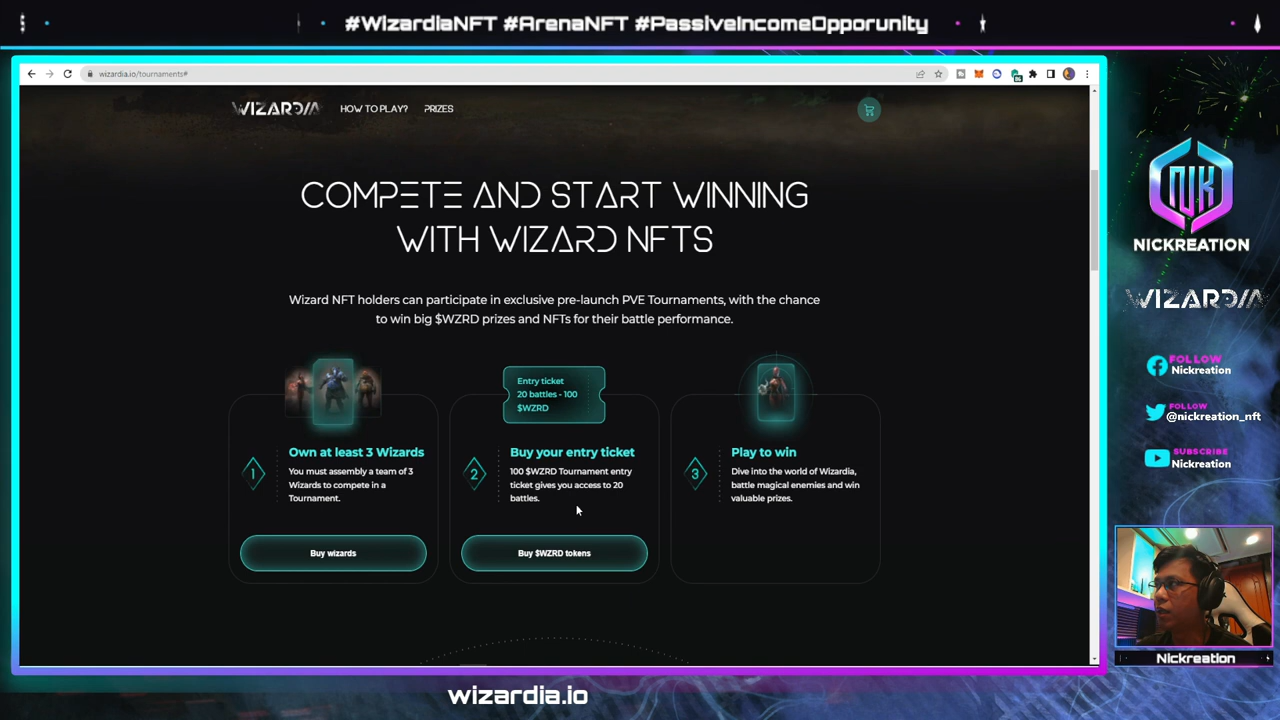 #WizardiaNFT #ArenaNFT #PassiveIncomeOpporunity
wizardia.io/tournaments#
WIZARDIA
HOW TO PLAY?
PRIZES
COMPETE AND START WINNING
WITH WIZARD NFTS
Wizard NFT holders can participate in exclusive pre-launch PVE Tournaments, with the chance
to win big $WZRD prizes and NFTs for their battle performance.
1
Own at least 3 Wizards
You must assembly a team of 3
Wizards to compete in a
Tournament.
Buy wizards
Entry ticket
20 battles - 100
$WZRD
2
Buy your entry ticket
100 $WZRD Tournament entry
ticket gives you access to 20
battles.
Buy $WZRD tokens
3
Play to win
Dive into the world of Wizardia,
battle magical enemies and win
valuable prizes.
NIK
NICKREATION
WIZARDIA
FOLLOW
Nickreation
FOLLOW
@nickreation_nft
SUBSCRIBE
Nickreation
Nickreation
wizardia.io